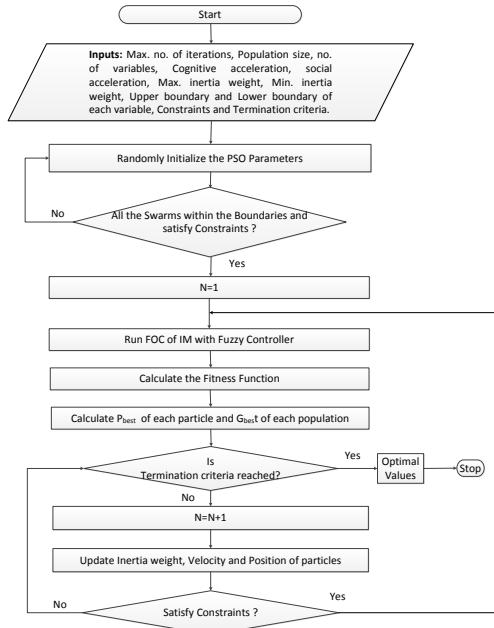 Start
Inputs: Max. no. of iterations, Population size, no.
of variables, Cognitive acceleration, social
acceleration, Max. inertia weight, Min. inertia
weight, Upper boundary and Lower boundary of
each variable, Constraints and Termination criteria.
Randomly Initialize the PSO Parameters
No
All the Swarms within the Boundaries and
satisfy Constraints ?
Yes
N=1
Run FOC of IM with Fuzzy Controller
Calculate the Fitness Function
Calculate Pbest of each particle and Gbest of each population
Is
Termination criteria reached?
Yes
Optimal
Values
Stop
No
N=N+1
Update Inertia weight, Velocity and Position of particles
No
Satisfy Constraints ?
Yes